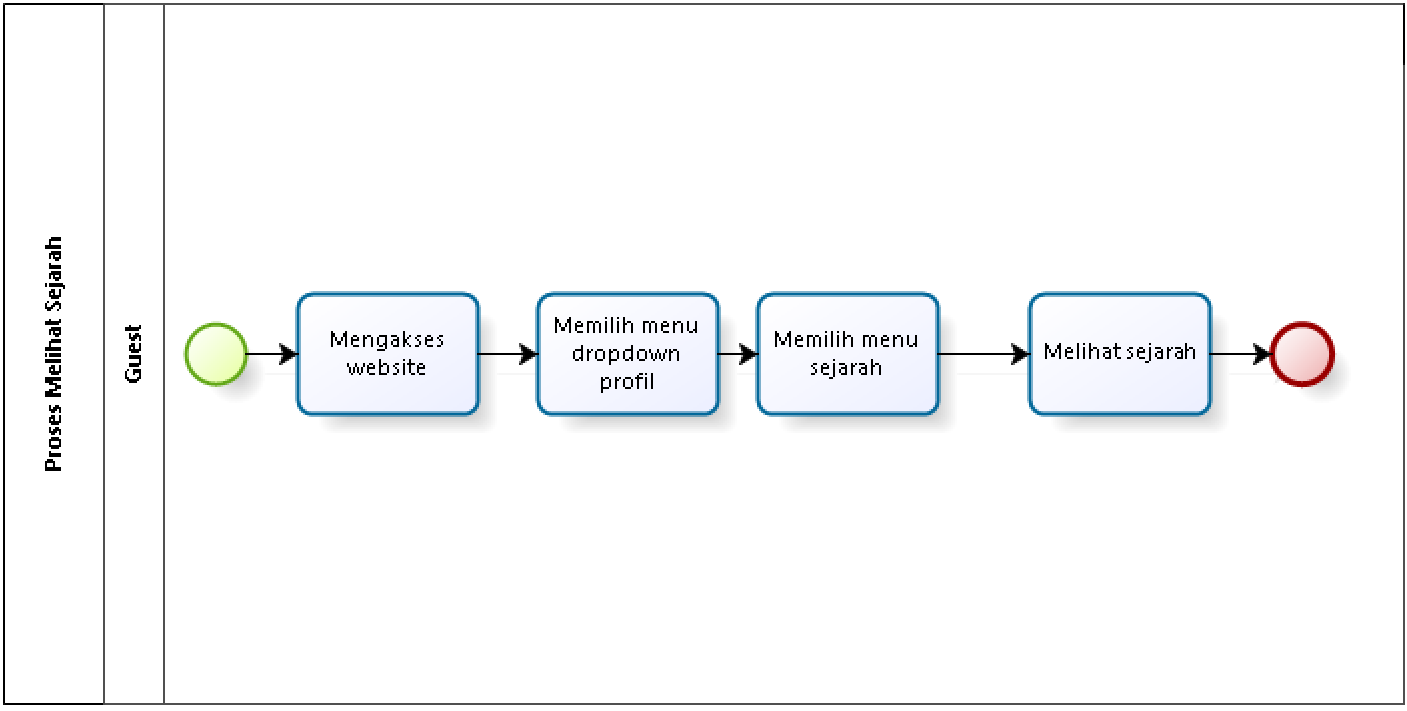 Proses Melihat Sejarah
Guest
Mengakses
website
Memilih menu
dropdown
profil
Memilih menu
sejarah
Melihat sejarah